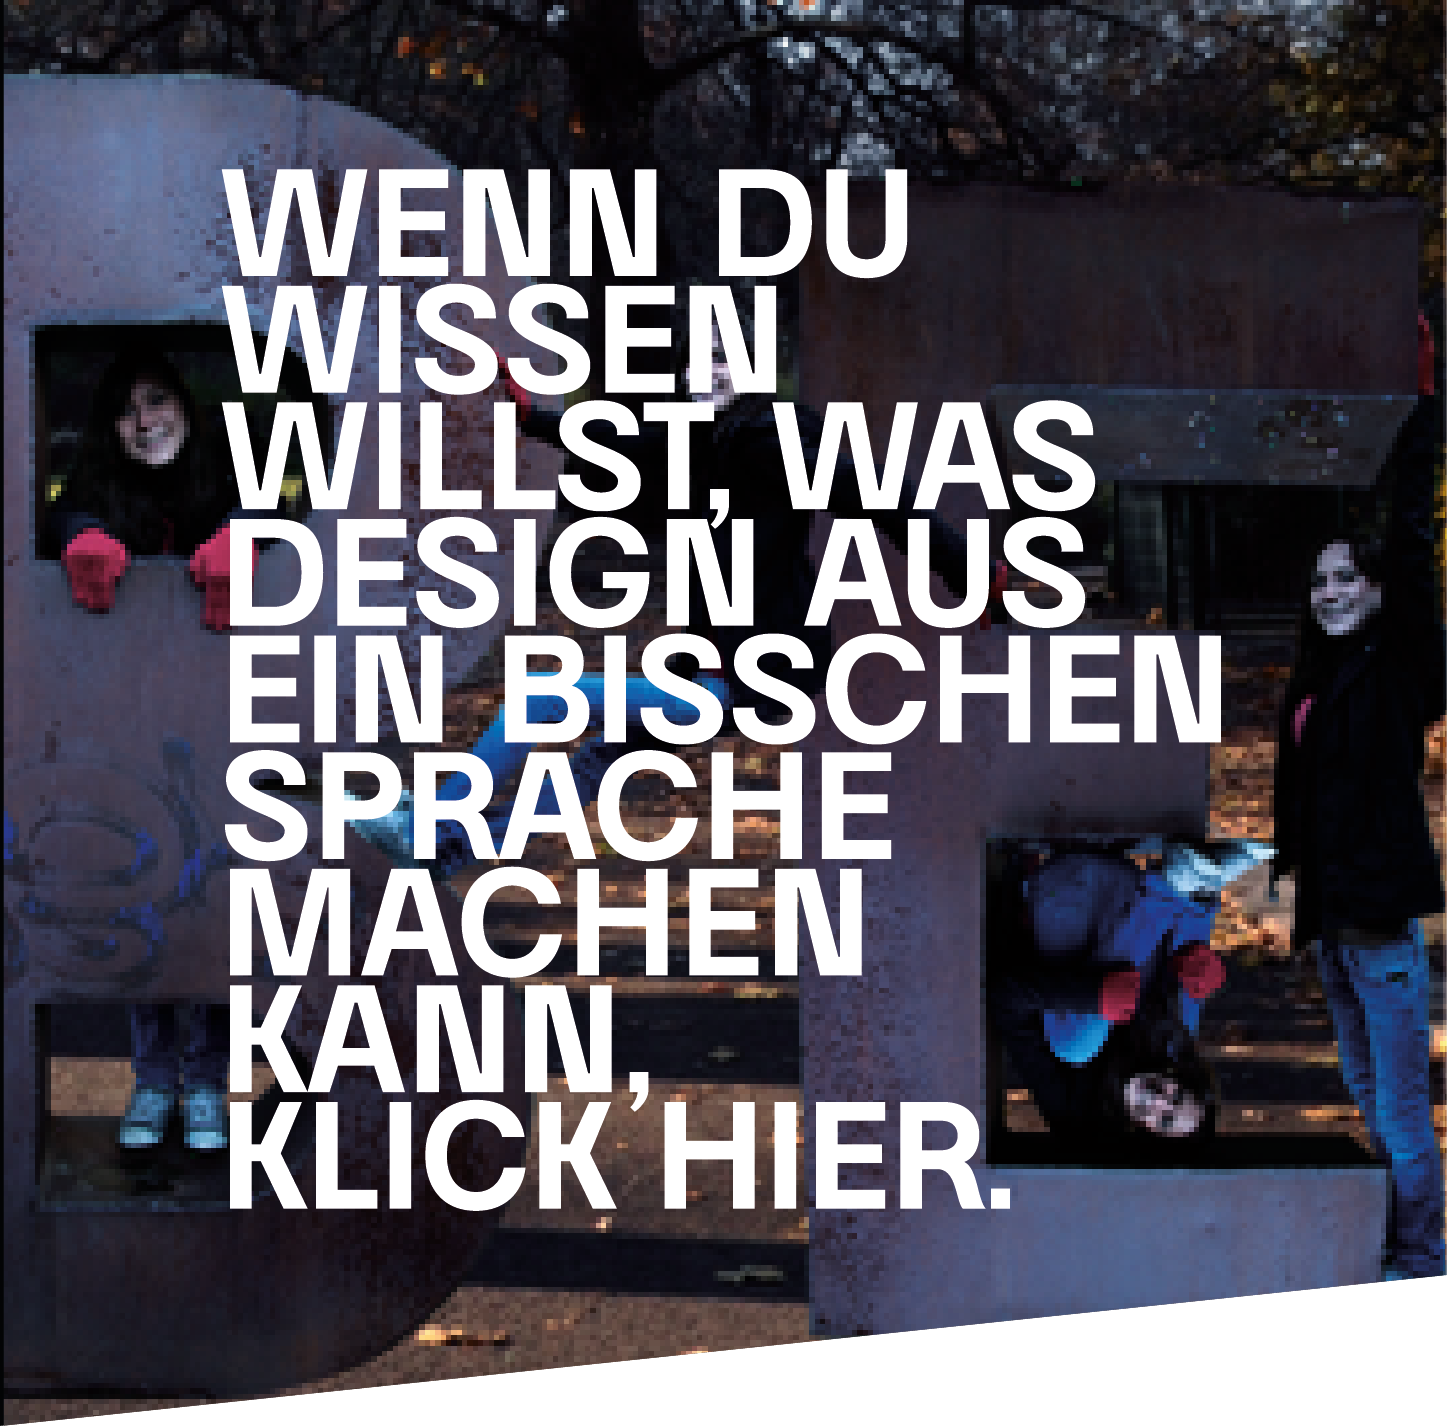 WENN DU
WISSEN
WILLST, WAS
DESIGN AUS
EIN BISSCHEN
SPRACHE
MACHEN
KANN,
KLICK HIER.